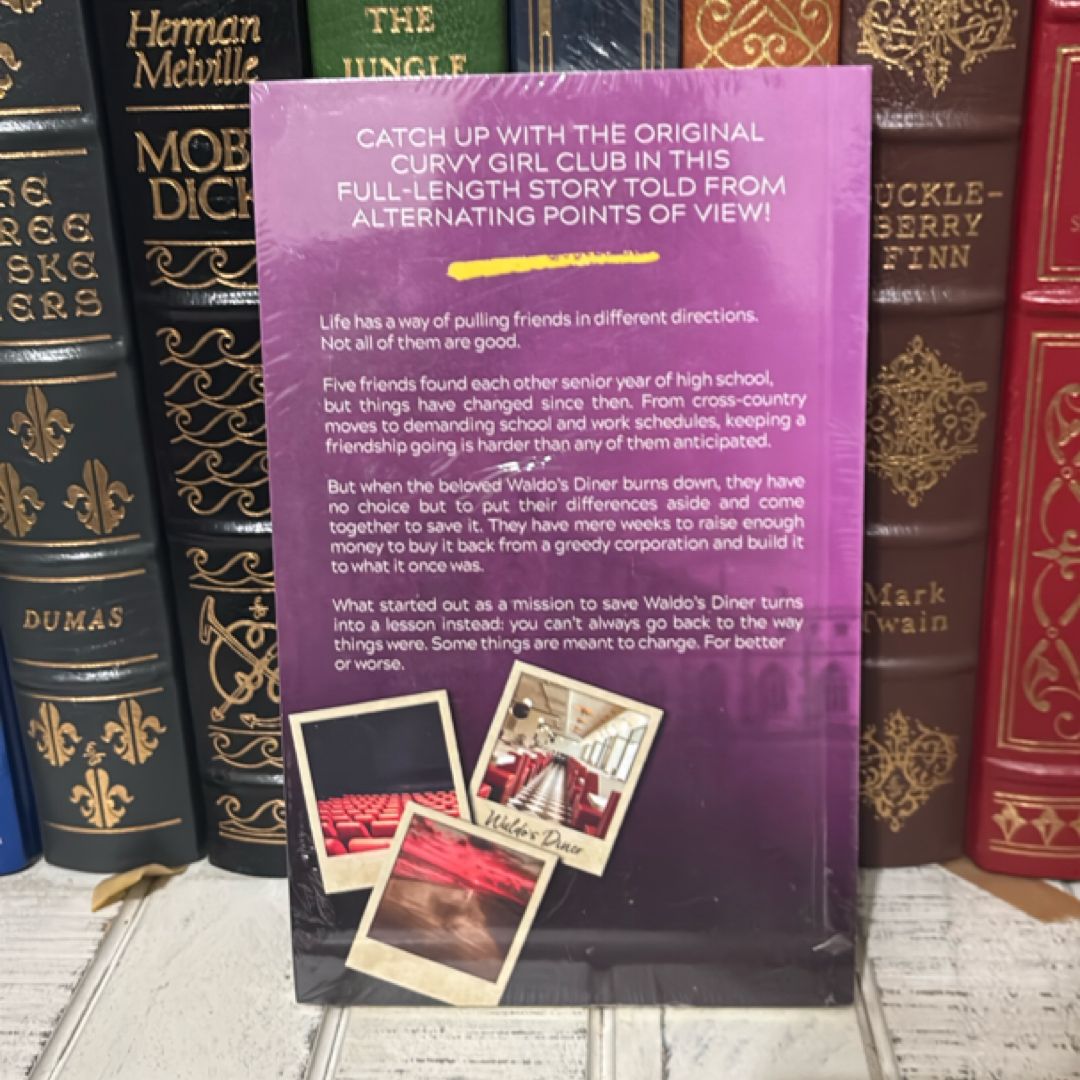 Herman
Melville
MOBY
DICK
THE
JUNGLE
DUMAS
BERRY
FINN
Mark
Twain
CATCH UP WITH THE ORIGINAL
CURVY GIRL CLUB IN THIS
FULL-LENGTH STORY TOLD FROM
ALTERNATING POINTS OF VIEW!
Life has a way of pulling friends in different directions.
Not all of them are good.
Five friends found each other senior year of high school,
but things have changed since then. From cross-country
moves to demanding school and work schedules, keeping a
friendship going is harder than any of them anticipated.
But when the beloved Waldo's Diner burns down, they have
no choice but to put their differences aside and come
together to save it. They have mere weeks to raise enough
money to buy it back from a greedy corporation and build it
to what it once was.
What started out as a mission to save Waldo's Diner turns
into a lesson instead: you can't always go back to the way
things were. Some things are meant to change. For better
or worse.
Waldo's Diner